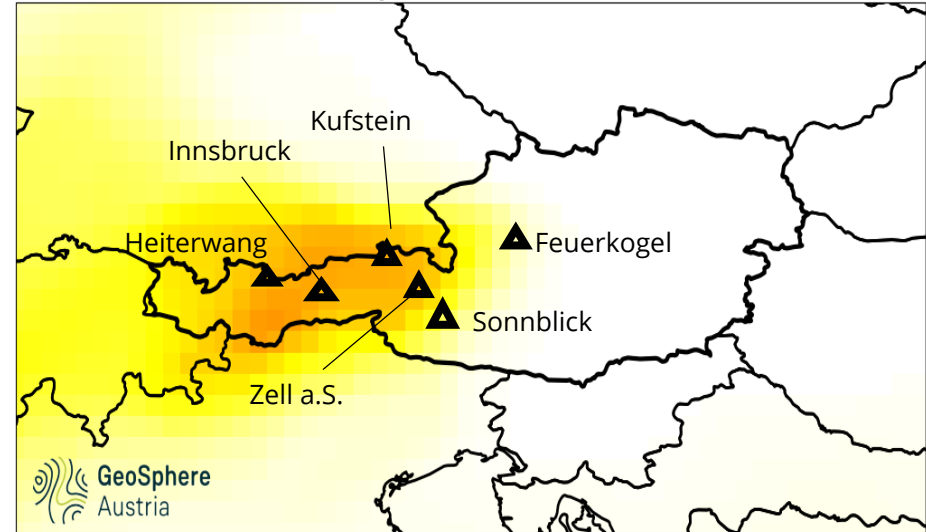 Kufstein
Innsbruck
Heiterwang
Feuerkogel
Sonnblick
Zell a.S.
GeoSphere
Austria